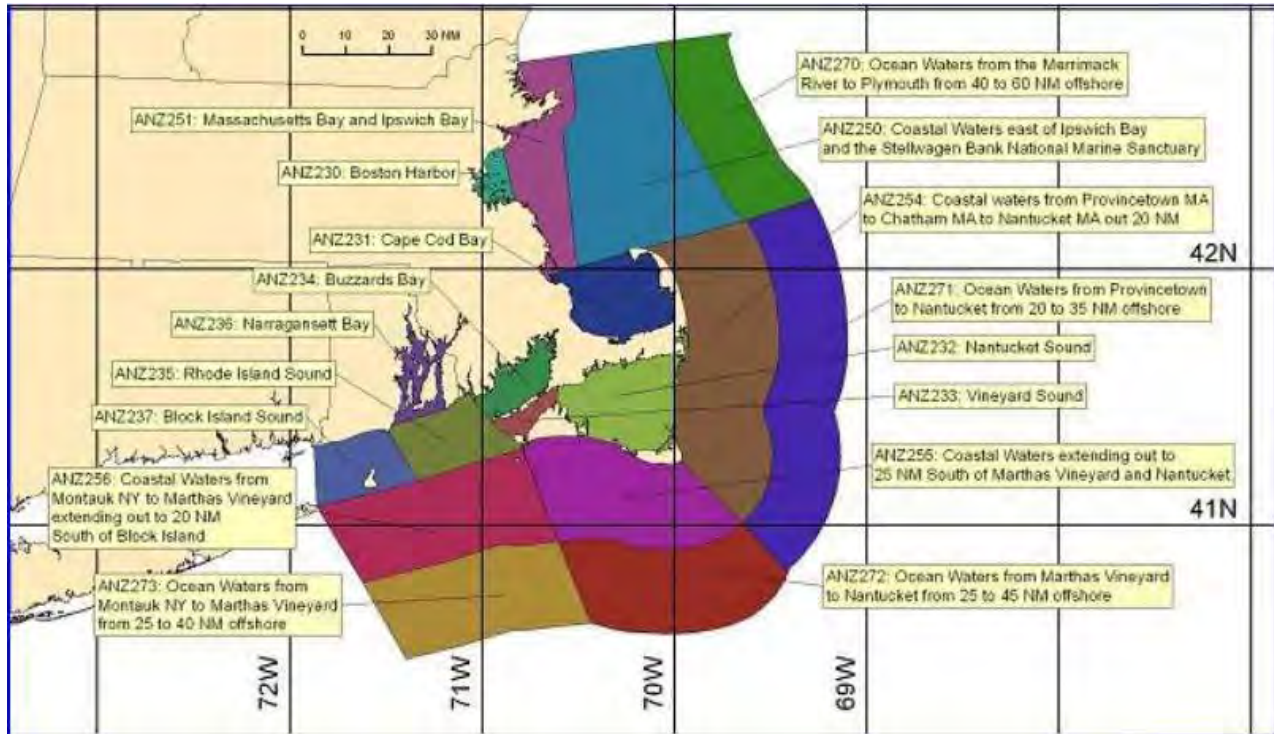 0 10 20 30 NM
ANZ270: Ocean Waters from the Merrimack
River to Plymouth from 40 to 60 NM offshore
ANZ251: Massachusetts Bay and Ipswich Bay
ANZ250: Coastal Waters east of Ipswich Bay
and the Stellwagen Bank National Marine Sanctuary
ANZ230: Boston Harbor
ANZ254: Coastal waters from Provincetown MA
to Chatham MA to Nantucket MA out 20 NM
ANZ231: Cape Cod Bay
42N
ANZ234: Buzzards Bay
ANZ271: Ocean Waters from Provincetown
to Nantucket from 20 to 35 NM offshore
ANZ236: Narragansett Bay
ANZ232: Nantucket Sound
ANZ235: Rhode Island Sound
ANZ233: Vineyard Sound
ANZ237: Block Island Sound
ANZ255: Coastal Waters extending out to
25 NM South of Marthas Vineyard and Nantucket
ANZ256: Coastal Waters from
Montauk NY to Marthas Vineyard
extending out to 20 NM
South of Block Island
41N
ANZ273: Ocean Waters from
Montauk NY to Marthas Vineyard
from 25 to 40 NM offshore
ANZ272: Ocean Waters from Marthas Vineyard
to Nantucket from 25 to 45 NM offshore
72W
71W
70W
69W